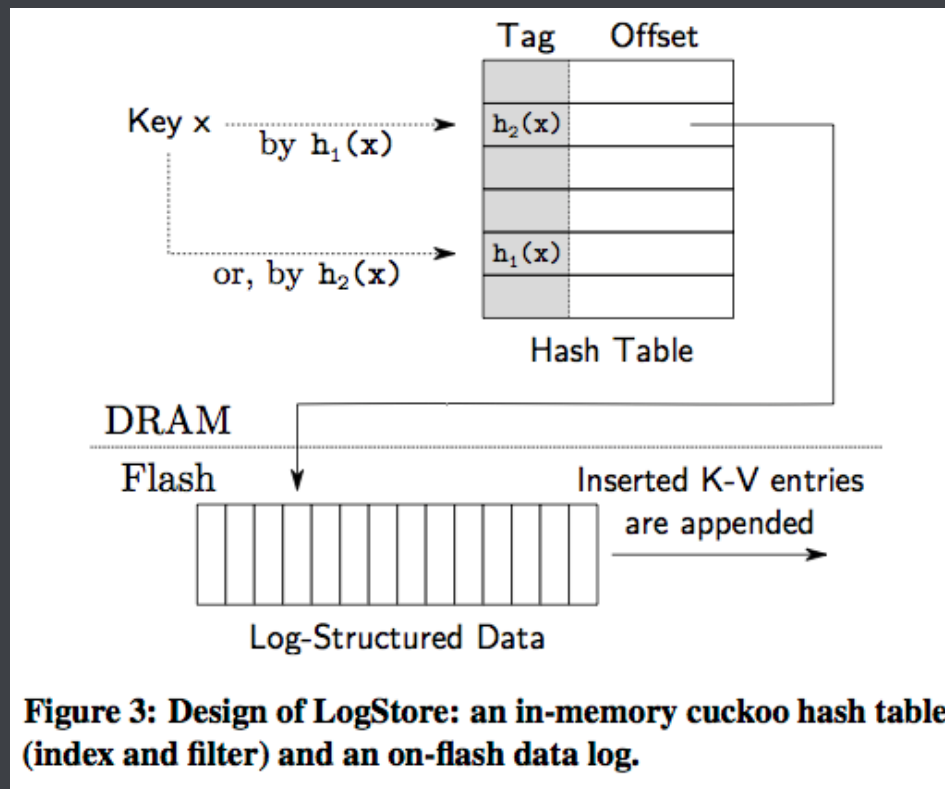 Tag Offset
Key x
by h₁(x)
h₂(x)
or, by h₂(x)
h₁(x)
Hash Table
DRAM
Flash
Inserted K-V entries
are appended
Log-Structured Data
Figure 3: Design of LogStore: an in-memory cuckoo hash table
(index and filter) and an on-flash data log.